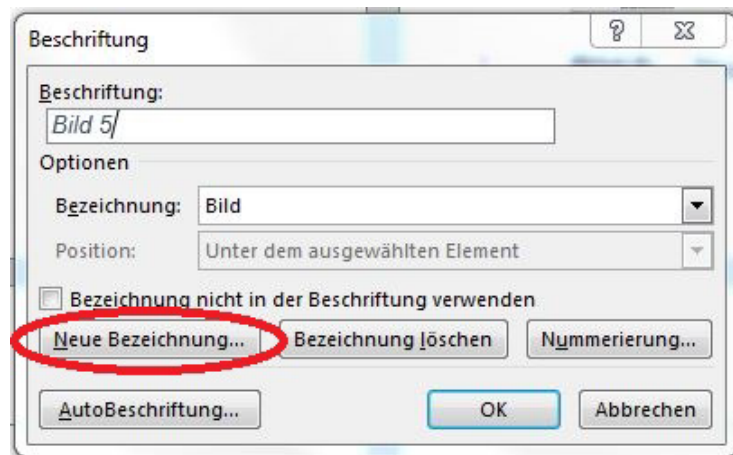 Beschriftung
Beschriftung:
Bild 5
Optionen
Bezeichnung: Bild
Position: Unter dem ausgewählten Element
Bezeichnung nicht in der Beschriftung verwenden
Neue Bezeichnung... Bezeichnung löschen Nummerierung...
AutoBeschriftung... OK Abbrechen